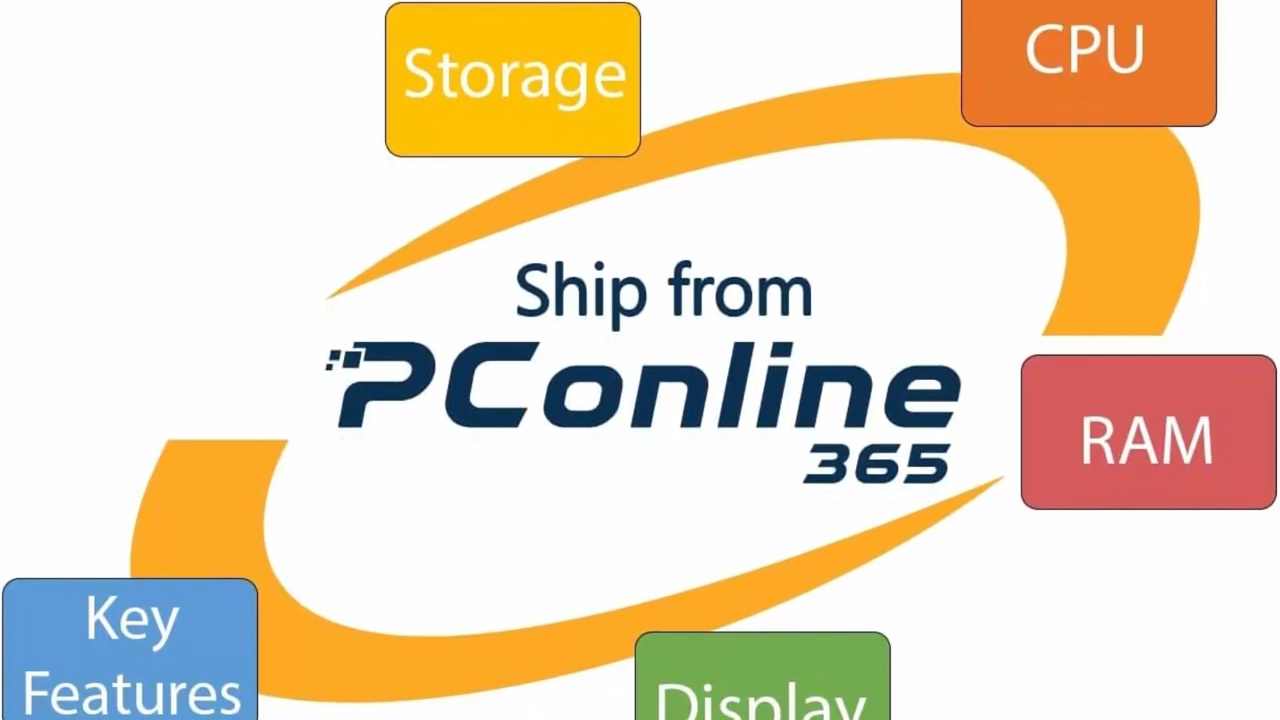 Storage
CPU
Ship from
PConline
365
RAM
Key
Features
Display